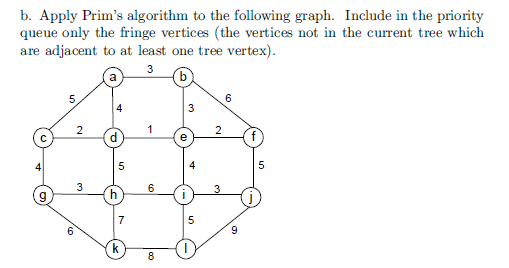 b. Apply Prim's algorithm to the following graph. Include in the priority
queue only the fringe vertices (the vertices not in the current tree which
are adjacent to at least one tree vertex).
a 3 b
5 4 3 6
c 2 d 1 e 2 f
4 5 4 5
g 3 h 6 i 3 j
6 7 5 9
k 8 l